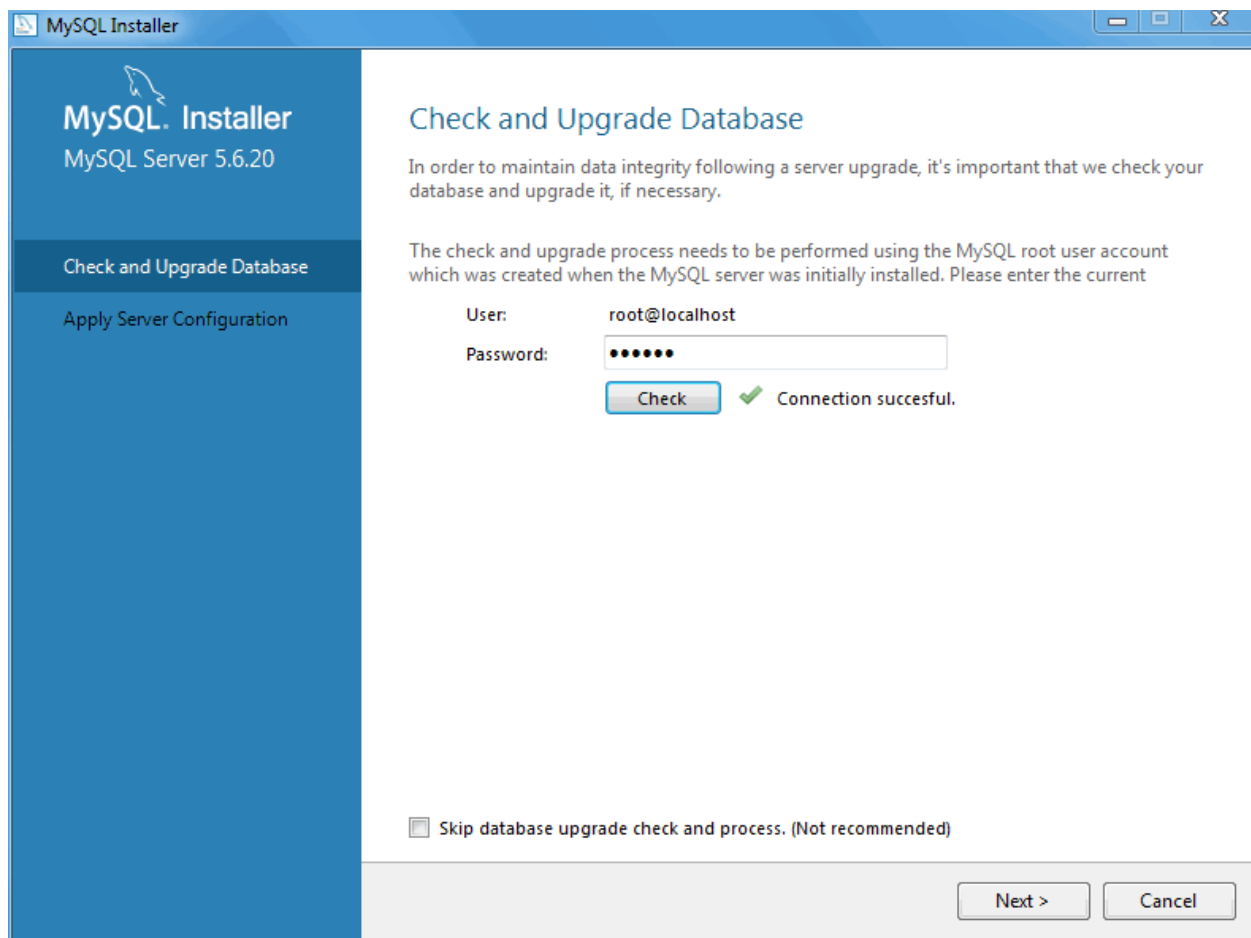 MySQL Installer
MySQL. Installer
MySQL Server 5.6.20
Check and Upgrade Database
Apply Server Configuration
Check and Upgrade Database
In order to maintain data integrity following a server upgrade, it's important that we check your
database and upgrade it, if necessary.
The check and upgrade process needs to be performed using the MySQL root user account
which was created when the MySQL server was initially installed. Please enter the current
User: root@localhost
Password: ••••••
Check Connection succesful.
Skip database upgrade check and process. (Not recommended)
Next > Cancel